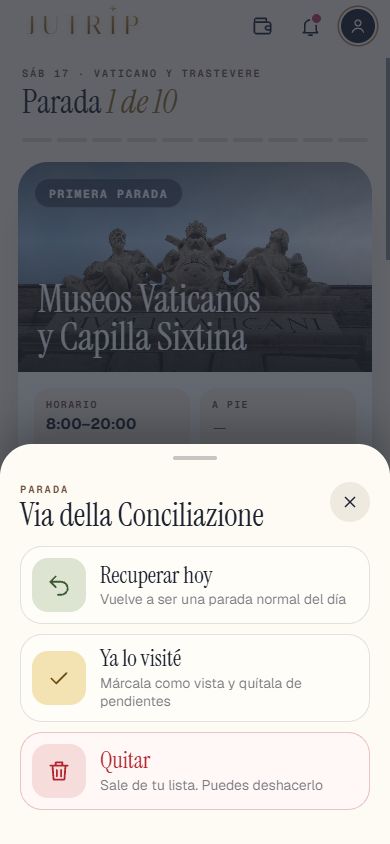 JUTRIP
SÁB 17 · VATICANO Y TRASTEVERE
Parada 1 de 10
PRIMERA PARADA
Museos Vaticanos
y Capilla Sixtina
HORARIO
8:00–20:00
A PIE
—
PARADA
Via della Conciliazione
Recuperar hoy
Vuelve a ser una parada normal del día
Ya lo visité
Márcala como vista y quítala de
pendientes
Quitar
Sale de tu lista. Puedes deshacerlo